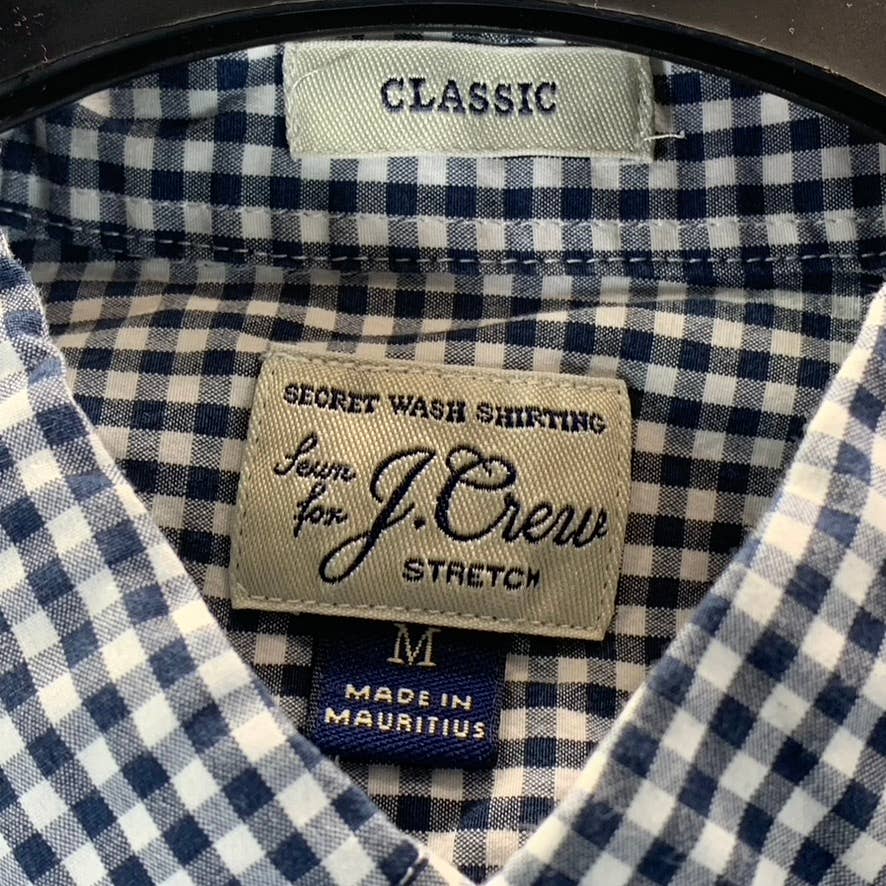 CLASSIC
SECRET WASH SHIRTING
Sewn
for
J.Crew
STRETCH
M
MADE IN
MAURITIUS